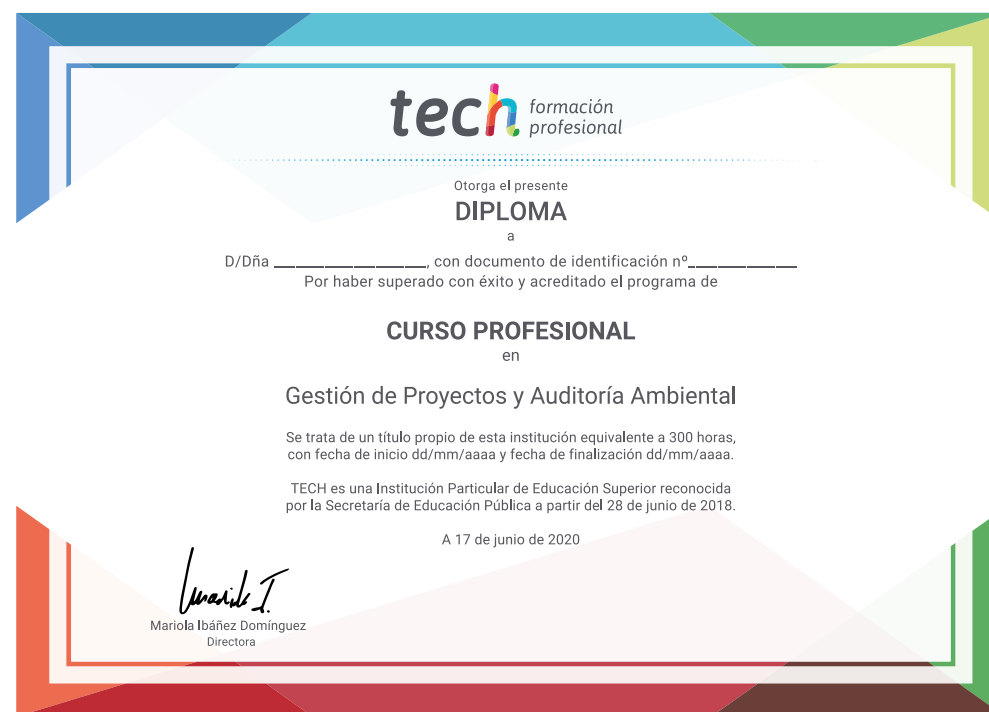 tech formación
profesional
Otorga el presente
DIPLOMA
a
D/Dña ______________, con documento de identificación nº__________
Por haber superado con éxito y acreditado el programa de
CURSO PROFESIONAL
en
Gestión de Proyectos y Auditoría Ambiental
Se trata de un título propio de esta institución equivalente a 300 horas,
con fecha de inicio dd/mm/aaaa y fecha de finalización dd/mm/aaaa.
TECH es una Institución Particular de Educación Superior reconocida
por la Secretaría de Educación Pública a partir del 28 de junio de 2018.
A 17 de junio de 2020
Mariola Ibáñez Domínguez
Directora